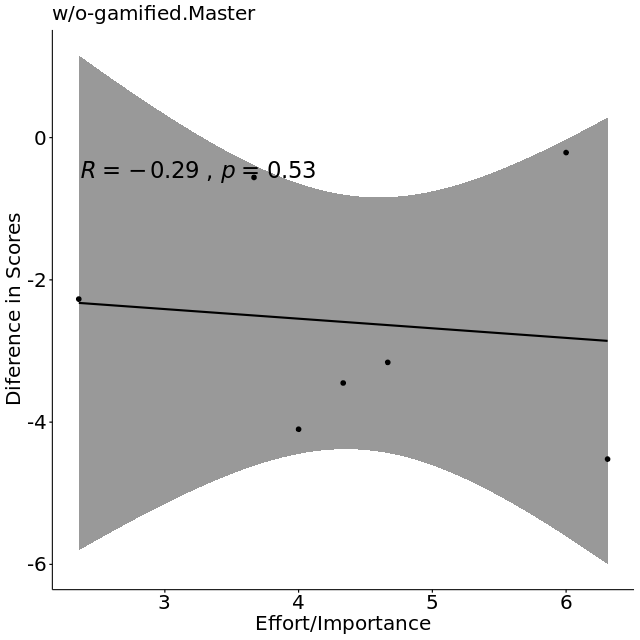 w/o-gamified.Master
R = −0.29 , p = 0.53
0
-2
-4
-6
Diference in Scores
3 4 5 6
Effort/Importance